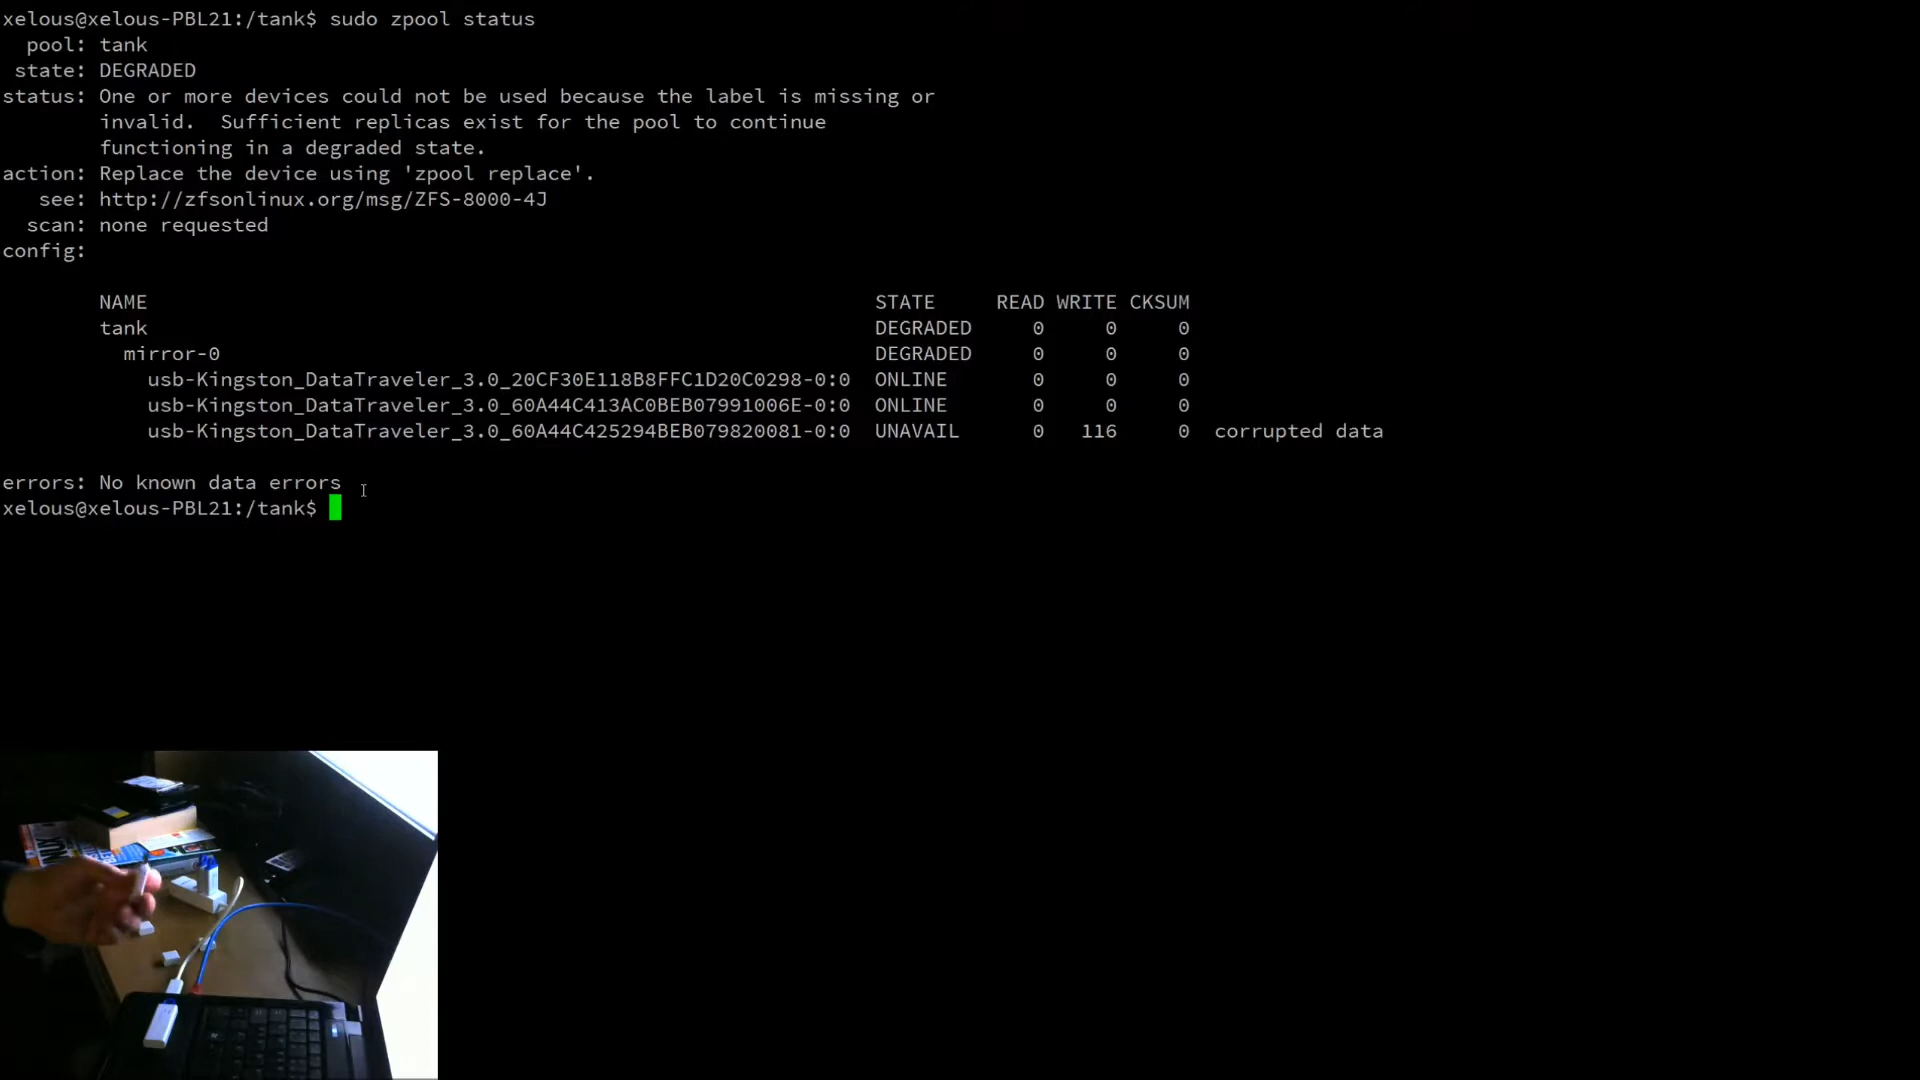 xelous@xelous-PBL21:/tank$ sudo zpool status
pool: tank
state: DEGRADED
status: One or more devices could not be used because the label is missing or
invalid. Sufficient replicas exist for the pool to continue
functioning in a degraded state.
action: Replace the device using 'zpool replace'.
see: http://zfsonlinux.org/msg/ZFS-8000-4J
scan: none requested
config:
NAME STATE READ WRITE CKSUM
tank DEGRADED 0 0 0
mirror-0 DEGRADED 0 0 0
usb-Kingston_DataTraveler_3.0_20CF30E118B8FFC1D20C0298-0:0 ONLINE 0 0 0
usb-Kingston_DataTraveler_3.0_60A44C413AC0BEB07991006E-0:0 ONLINE 0 0 0
usb-Kingston_DataTraveler_3.0_60A44C425294BEB079820081-0:0 UNAVAIL 0 116 0 corrupted data
errors: No known data errors
xelous@xelous-PBL21:/tank$